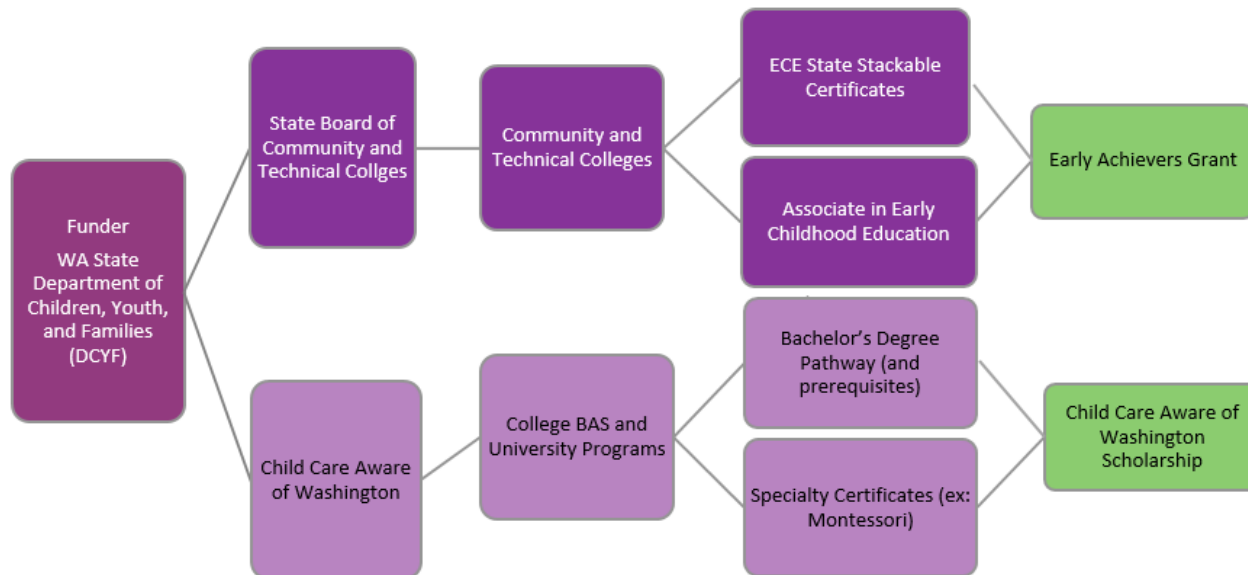 Funder
WA State
Department of
Children, Youth,
and Families
(DCYF)
State Board of
Community and
Technical Collges
Community and
Technical Colleges
ECE State Stackable
Certificates
Associate in Early
Childhood Education
Early Achievers Grant
Child Care Aware
of Washington
College BAS and
University Programs
Bachelor’s Degree
Pathway (and
prerequisites)
Specialty Certificates (ex:
Montessori)
Child Care Aware of
Washington
Scholarship